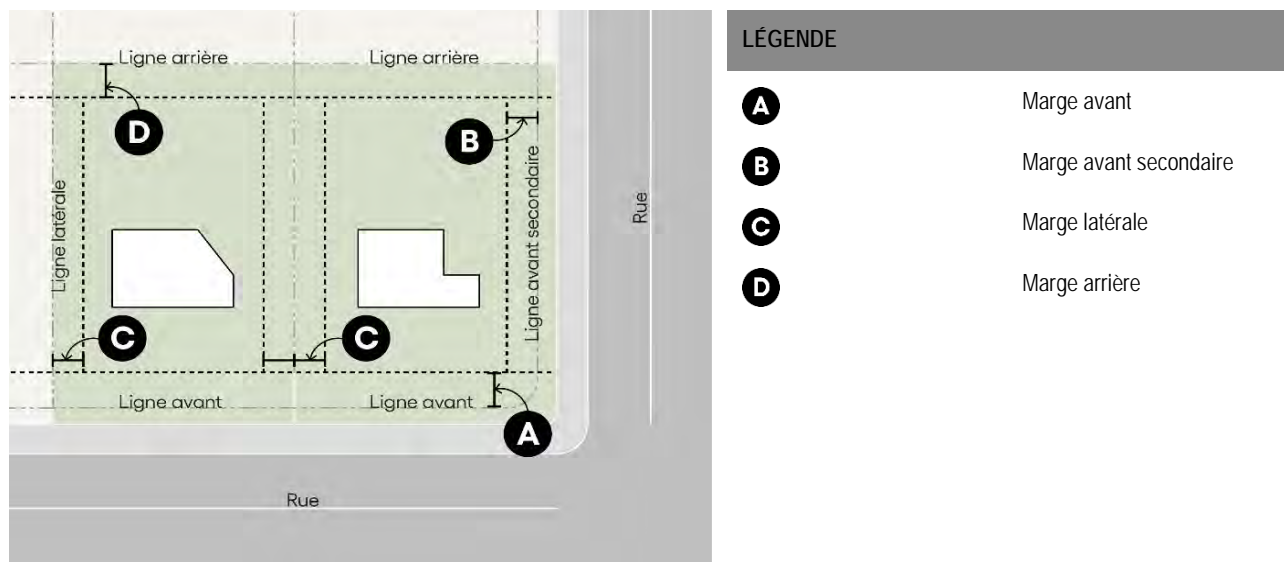 Ligne arrière
Ligne arrière
D
B
Ligne latérale
Ligne avant secondaire
Rue
C
C
Ligne avant
Ligne avant
A
Rue
LÉGENDE
A Marge avant
B Marge avant secondaire
C Marge latérale
D Marge arrière